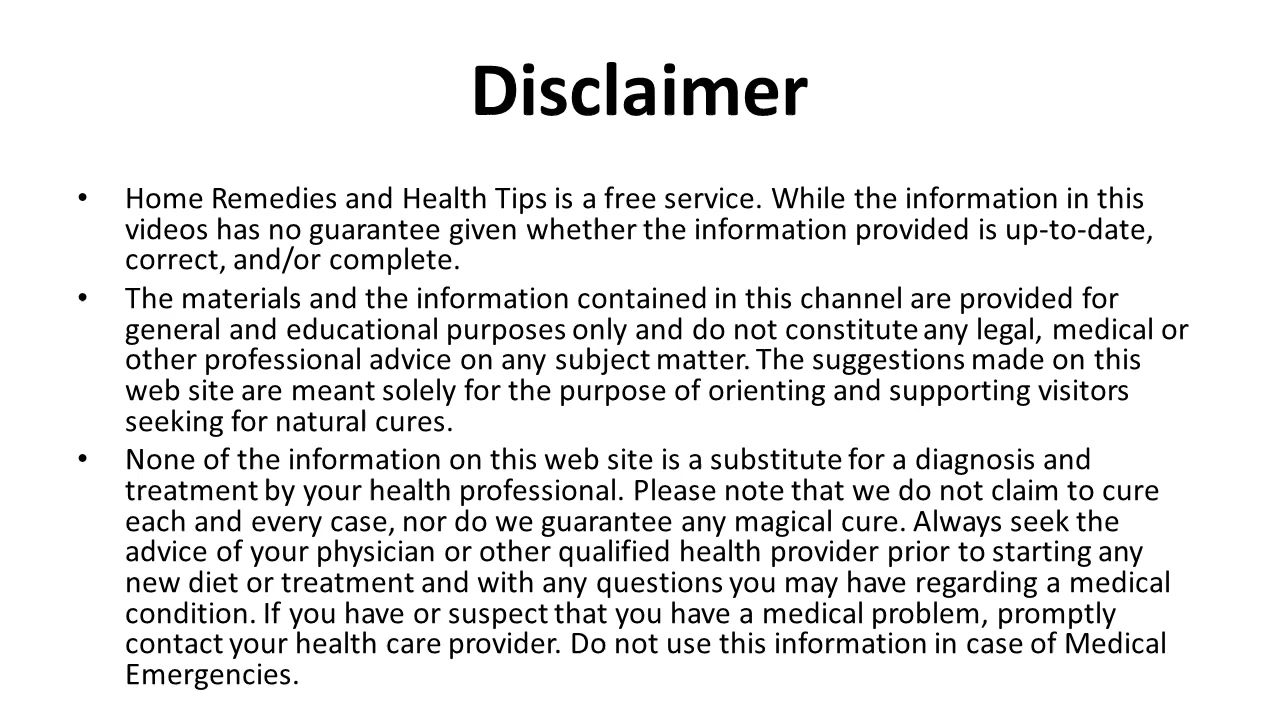 Disclaimer
• Home Remedies and Health Tips is a free service. While the information in this
videos has no guarantee given whether the information provided is up-to-date,
correct, and/or complete.
• The materials and the information contained in this channel are provided for
general and educational purposes only and do not constitute any legal, medical or
other professional advice on any subject matter. The suggestions made on this
web site are meant solely for the purpose of orienting and supporting visitors
seeking for natural cures.
• None of the information on this web site is a substitute for a diagnosis and
treatment by your health professional. Please note that we do not claim to cure
each and every case, nor do we guarantee any magical cure. Always seek the
advice of your physician or other qualified health provider prior to starting any
new diet or treatment and with any questions you may have regarding a medical
condition. If you have or suspect that you have a medical problem, promptly
contact your health care provider. Do not use this information in case of Medical
Emergencies.